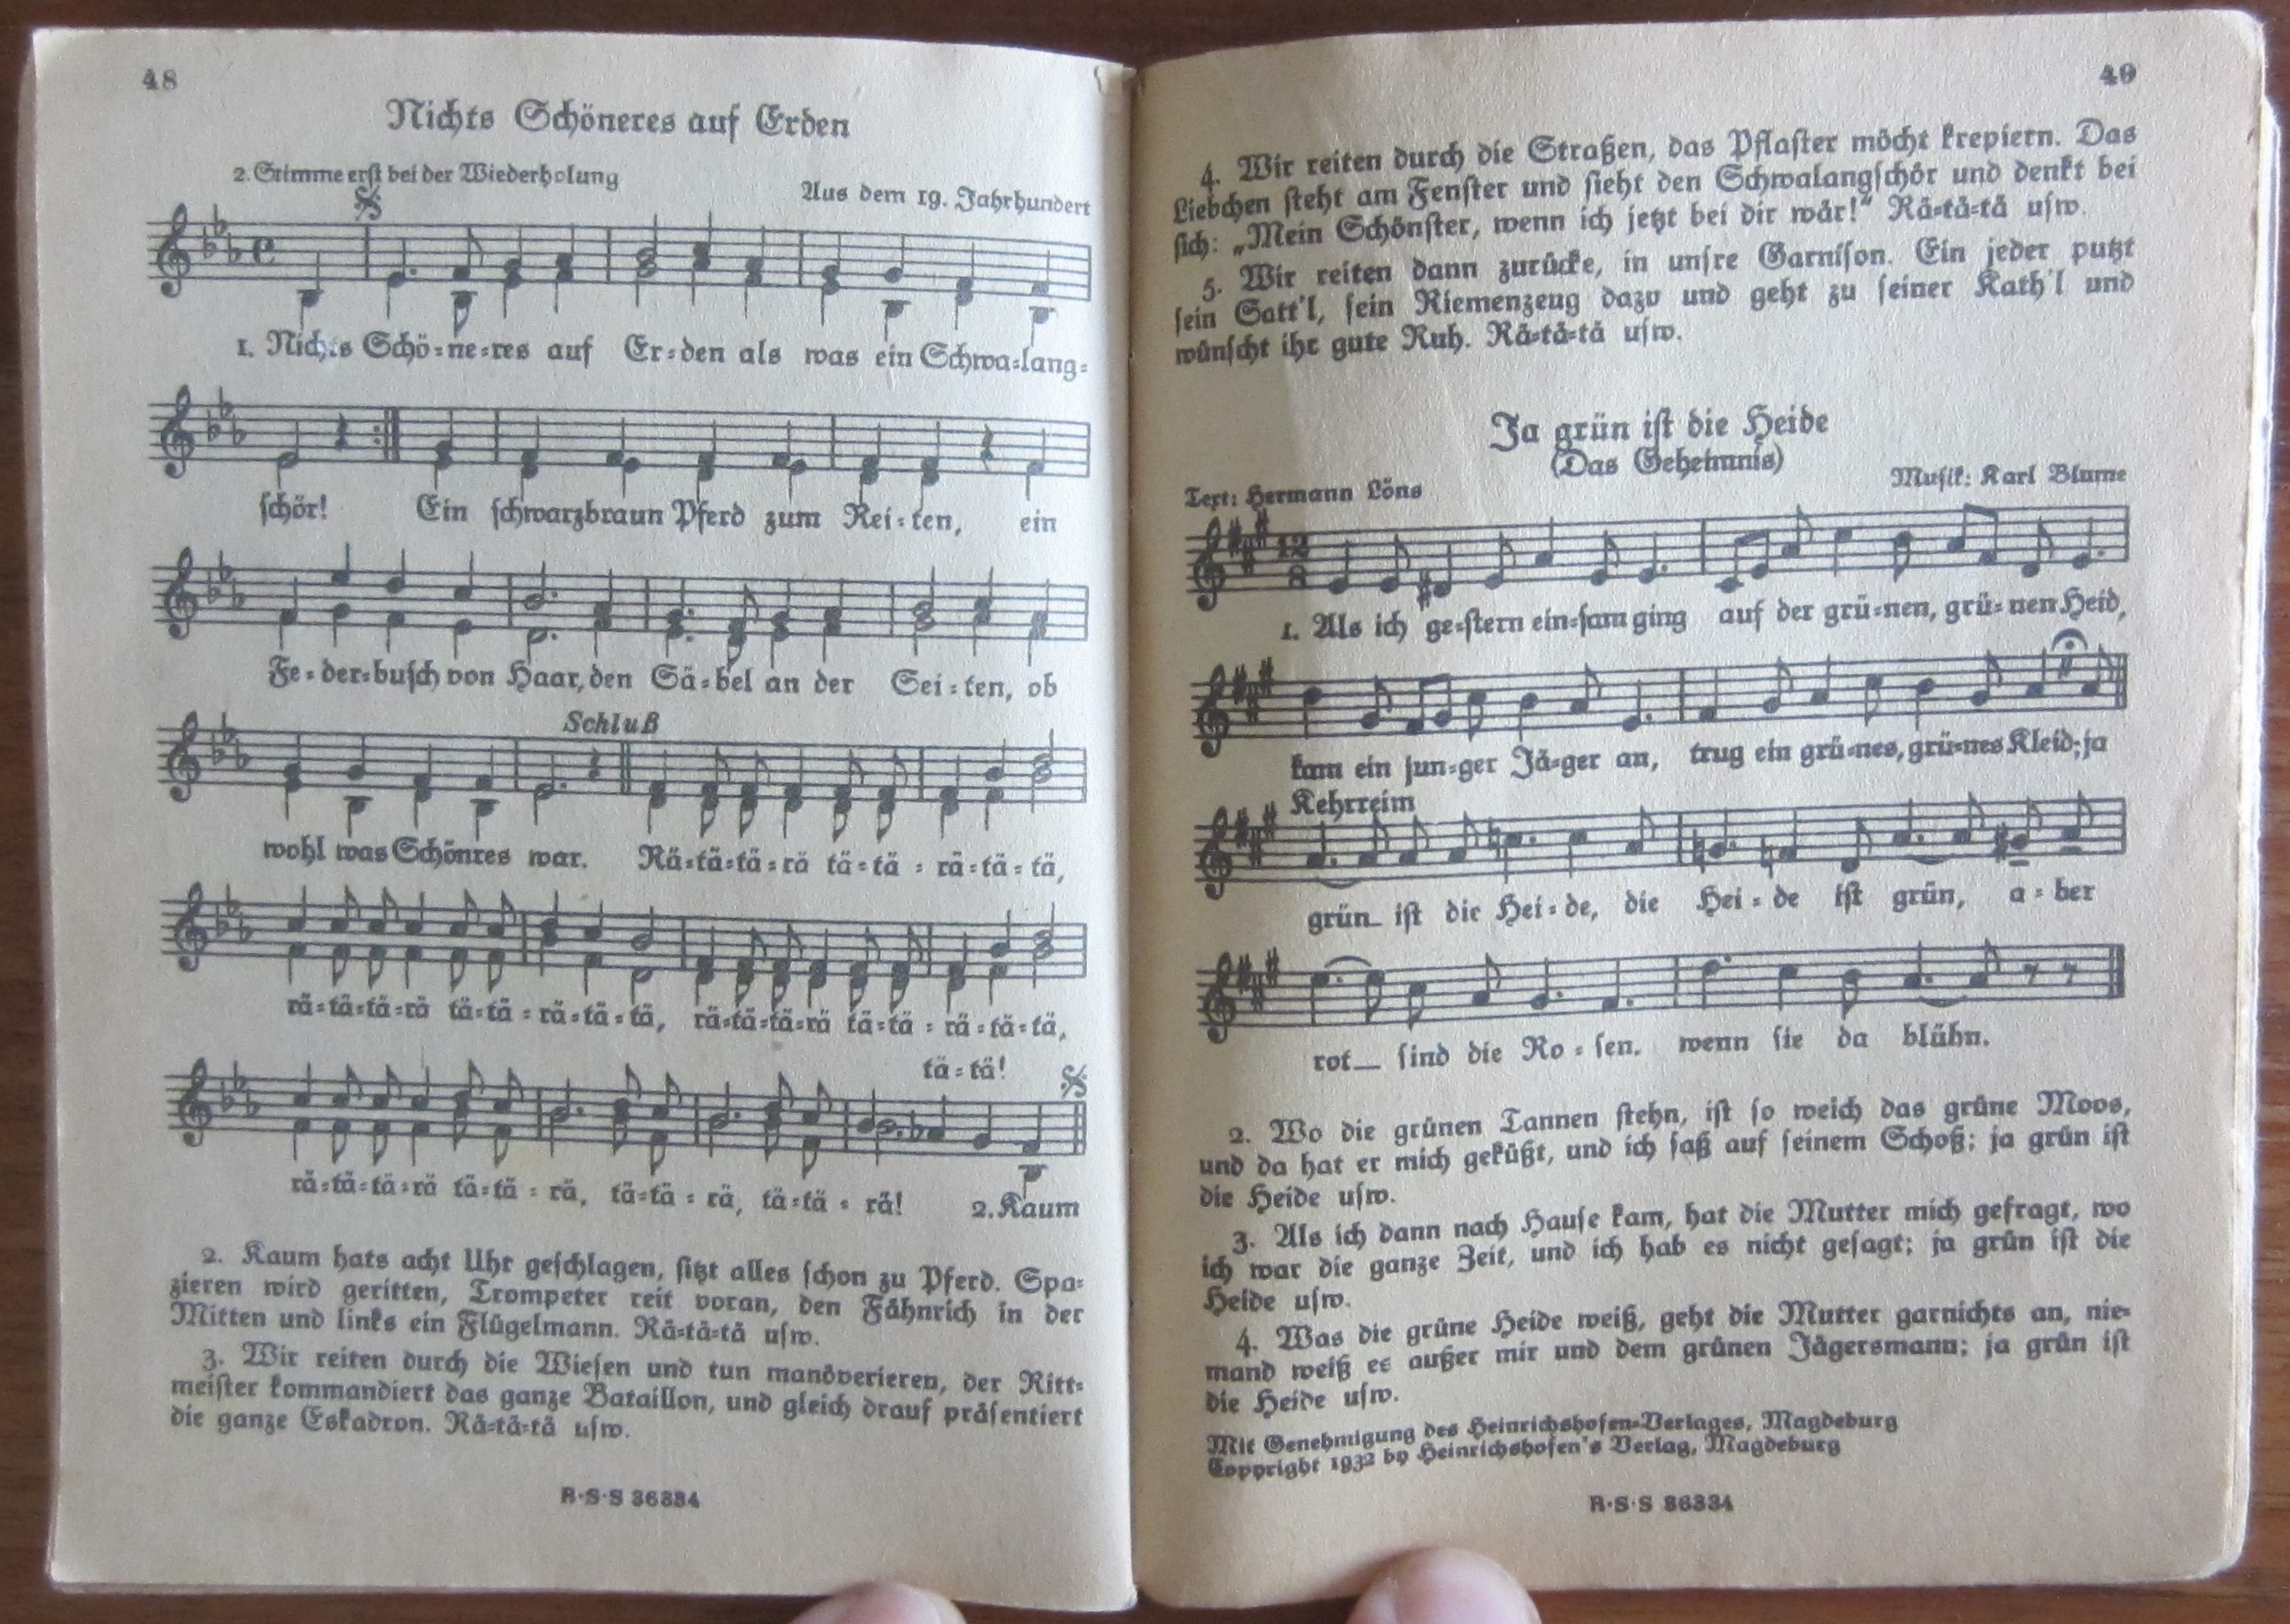 48
Nichts Schöneres auf Erden
2. Stimme erst bei der Wiederholung
Aus dem 19. Jahrhundert
1. Nichts Schö=ne=res auf Er=den als was ein Schwa=lang=
schör! Ein schwarzbraun Pferd zum Rei=ten, ein
Fe=der=busch von Haar, den Sä=bel an der Sei=ten, ob
Schluß
wohl was Schönres war. Rä=tä=tä=rä tä=tä=rä=tä=tä,
rä=tä=tä=rä tä=tä=rä=tä=tä, rä=tä=tä=rä tä=tä=rä=tä=tä,
tä=tä!
rä=tä=tä=rä tä=tä=rä, tä=tä=rä, tä=tä=rä! 2. Kaum
2. Kaum hats acht Uhr geschlagen, sitzt alles schon zu Pferd. Spa=
zieren wird geritten, Trompeter reit voran, den Fähnrich in der
Mitten und links ein Flügelmann. Rä=tä=tä usw.
3. Wir reiten durch die Wiesen und tun manöverieren, der Ritt=
meister kommandiert das ganze Bataillon, und gleich drauf präsentiert
die ganze Eskadron. Rä=tä=tä usw.
R·S·S 36334
49
4. Wir reiten durch die Straßen, das Pflaster möcht krepiern. Das
Liebchen steht am Fenster und sieht den Schwalangschör und denkt bei
sich: „Mein Schönster, wenn ich jetzt bei dir wär!“ Rä=tä=tä usw.
5. Wir reiten dann zurücke, in unsre Garnison. Ein jeder putzt
sein Satt'l, sein Riemenzeug dazu und geht zu seiner Kath'l und
wünscht ihr gute Ruh. Rä=tä=tä usw.
Ja grün ist die Heide
(Das Geheimnis)
Text: Hermann Löns
Musik: Karl Blume
1. Als ich ge=stern ein=sam ging auf der grü=nen, grü=nen Heid,
kam ein jun=ger Jä=ger an, trug ein grü=nes, grü=nes Kleid; ja
Kehrreim
grün ist die Hei=de, die Hei=de ist grün, a=ber
rot sind die Ro=sen, wenn sie da blühn.
2. Wo die grünen Tannen stehn, ist so weich das grüne Moos,
und da hat er mich geküßt, und ich saß auf seinem Schoß; ja grün ist
die Heide usw.
3. Als ich dann nach Hause kam, hat die Mutter mich gefragt, wo
ich war die ganze Zeit, und ich hab es nicht gesagt; ja grün ist die
Heide usw.
4. Was die grüne Heide weiß, geht die Mutter garnichts an, nie=
mand weiß es außer mir und dem grünen Jägersmann; ja grün ist
die Heide usw.
Mit Genehmigung des Heinrichshofen=Verlages, Magdeburg
Copyright 1932 by Heinrichshofen's Verlag, Magdeburg
R·S·S 36334